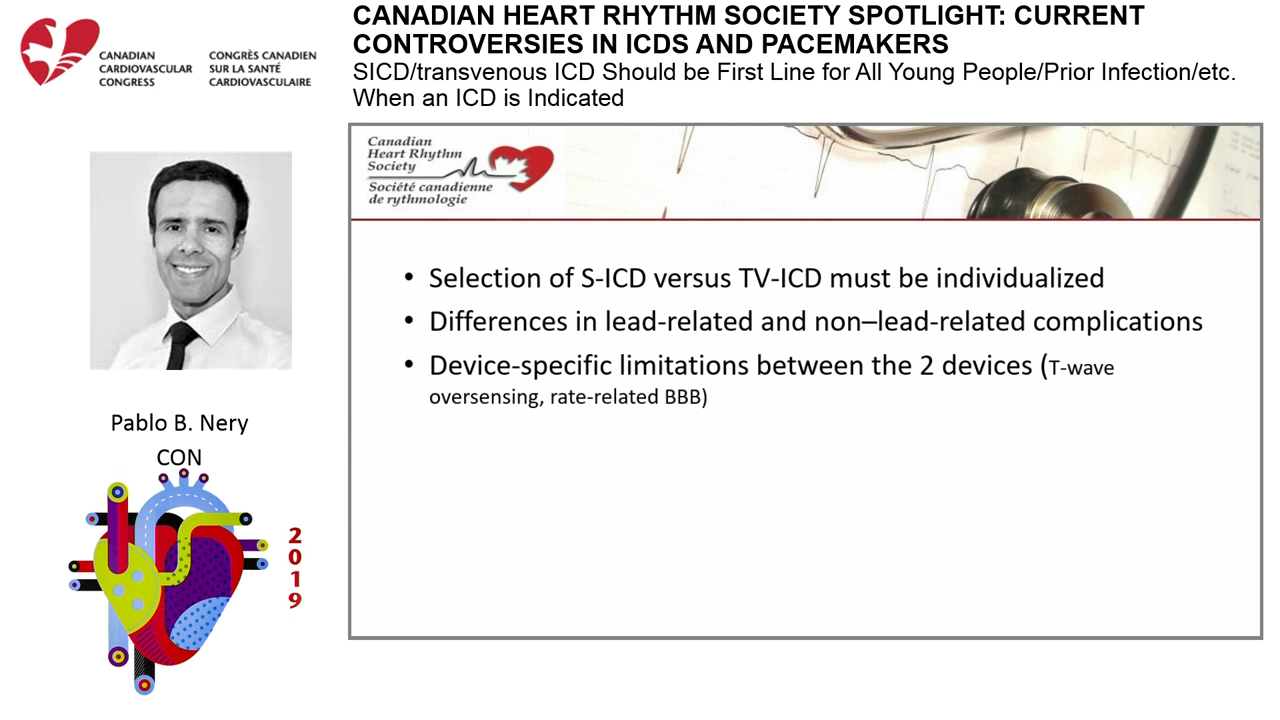 CANADIAN
CARDIOVASCULAR
CONGRESS
CONGRÈS CANADIEN
SUR LA SANTÉ
CARDIOVASCULAIRE
CANADIAN HEART RHYTHM SOCIETY SPOTLIGHT: CURRENT
CONTROVERSIES IN ICDS AND PACEMAKERS
SICD/transvenous ICD Should be First Line for All Young People/Prior Infection/etc.
When an ICD is Indicated
Canadian
Heart Rhythm
Society
Société canadienne
de rythmologie
• Selection of S-ICD versus TV-ICD must be individualized
• Differences in lead-related and non–lead-related complications
• Device-specific limitations between the 2 devices (T-wave
oversensing, rate-related BBB)
Pablo B. Nery
CON
2
0
1
9